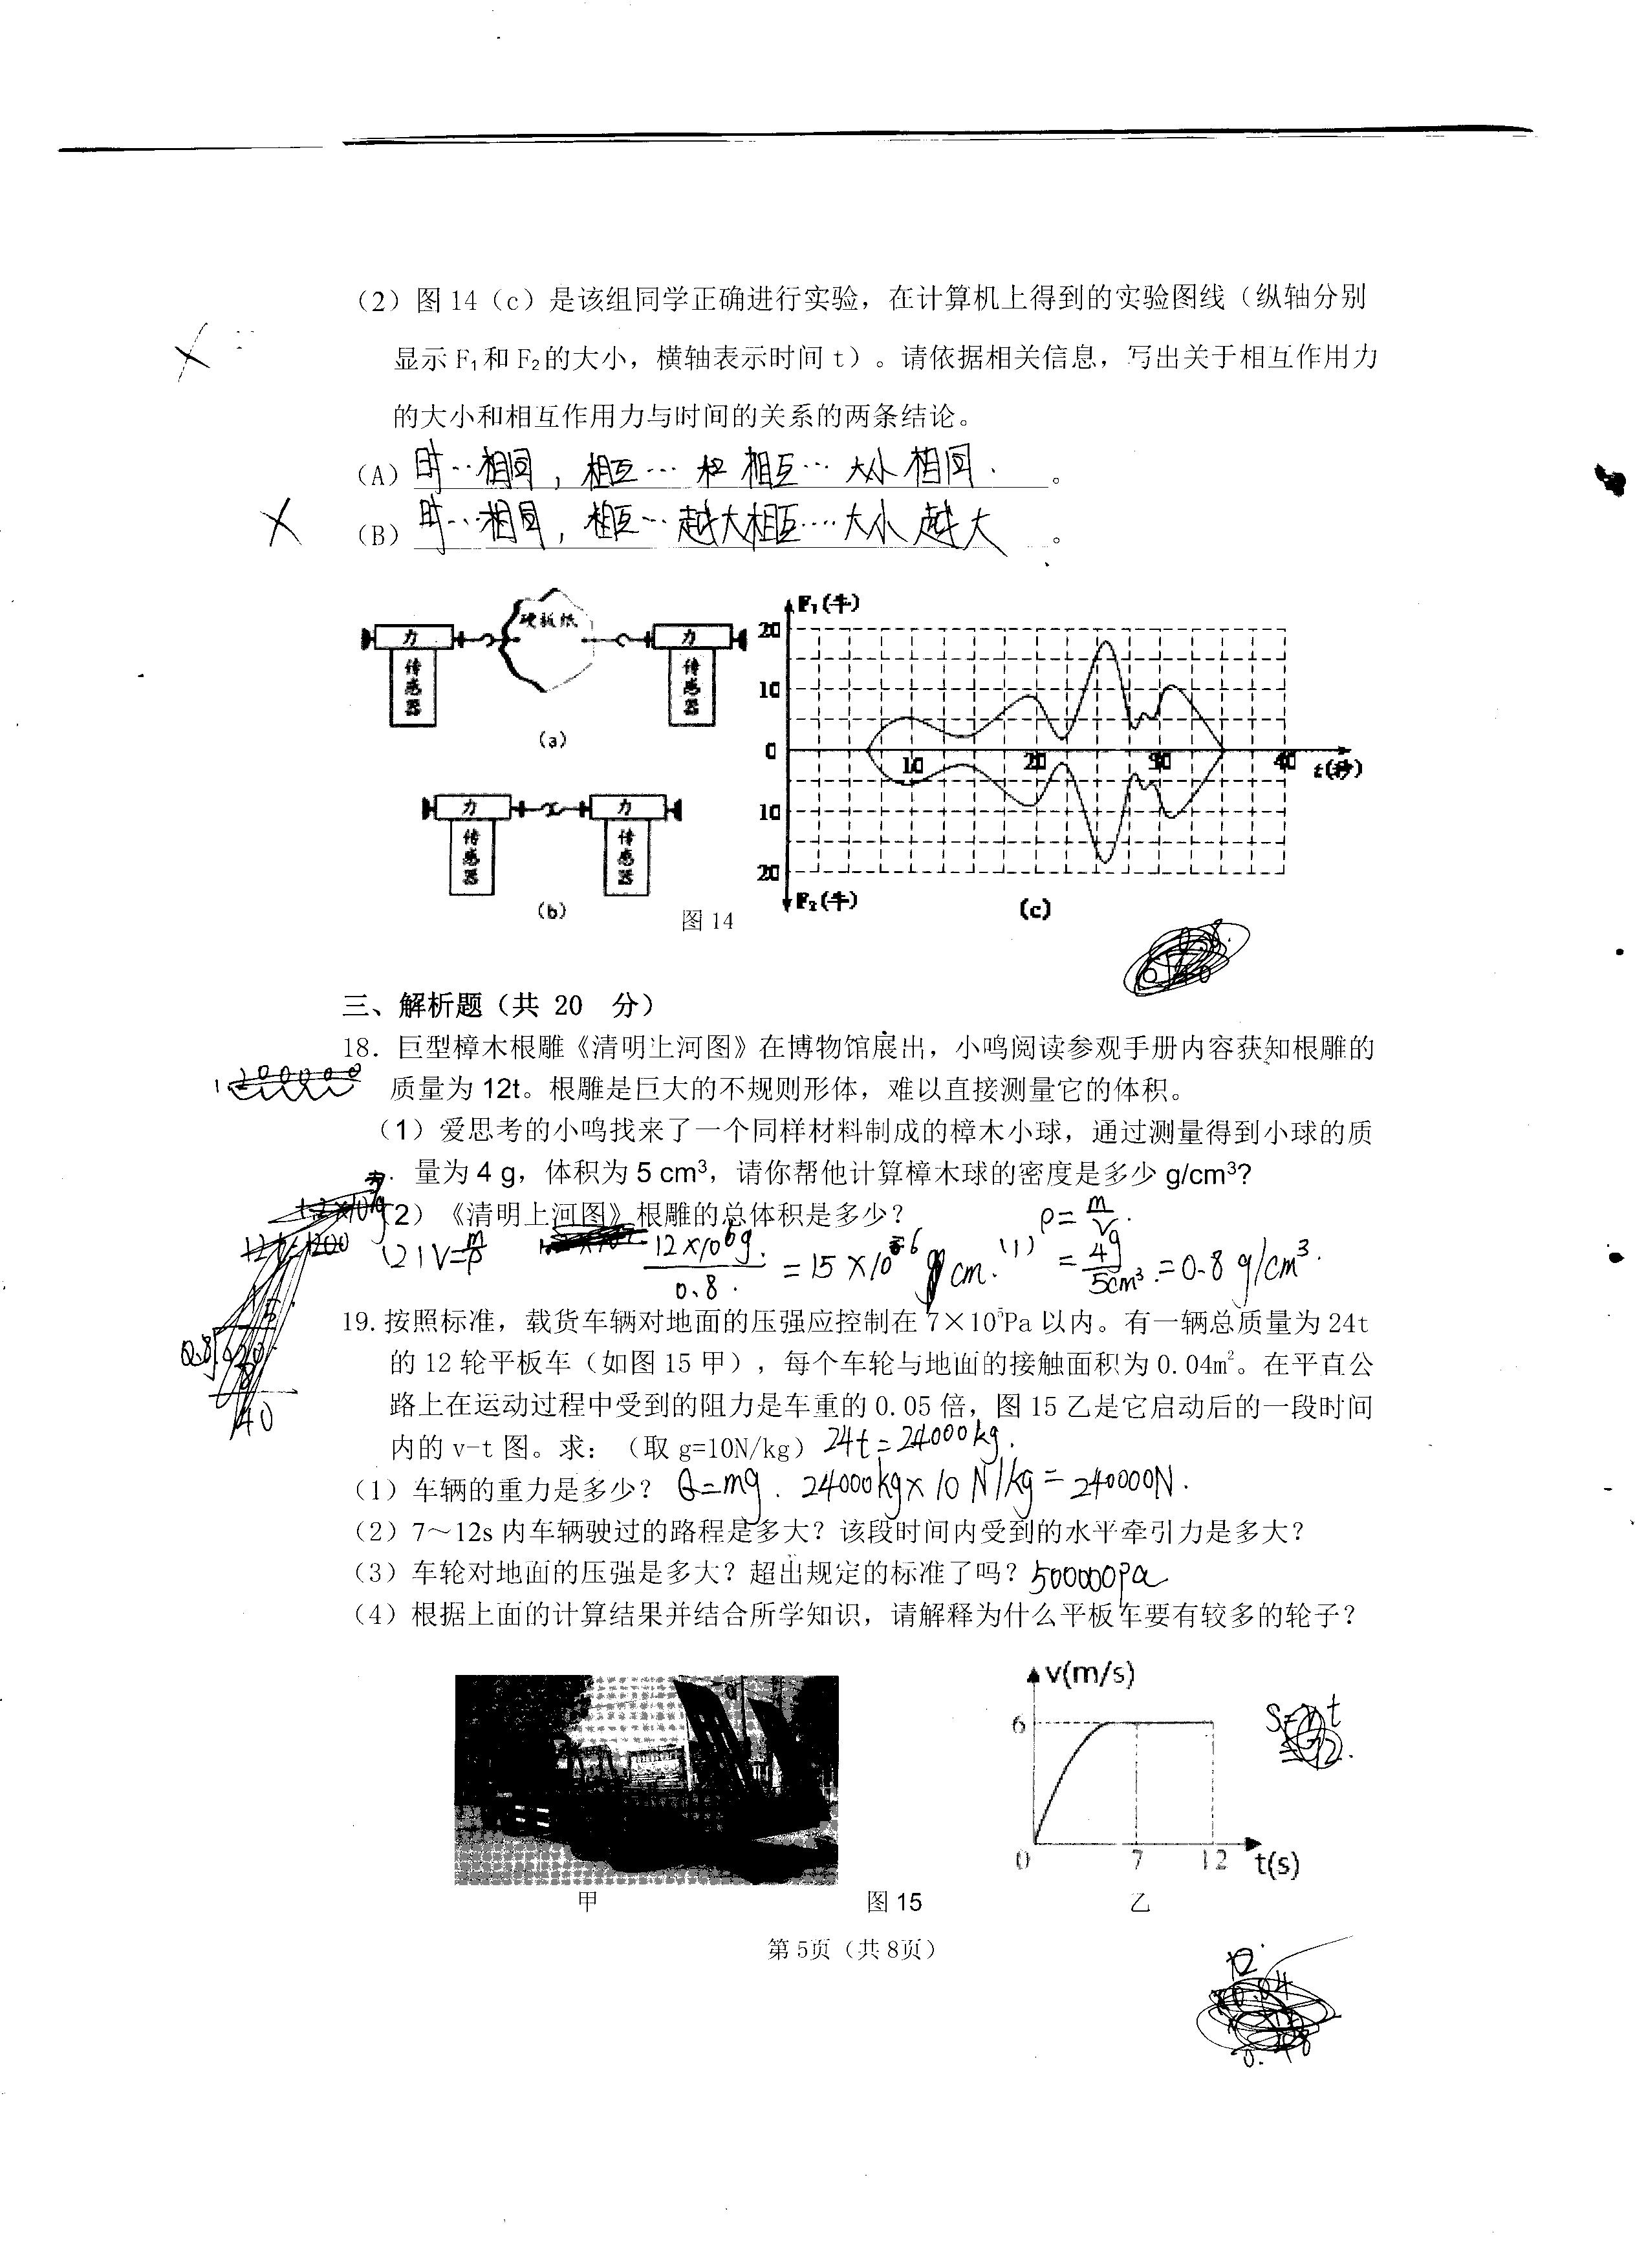 （2）图 14（c）是该组同学正确进行实验，在计算机上得到的实验图线（纵轴分别
显示 F₁和 F₂的大小，横轴表示时间 t）。请依据相关信息，写出关于相互作用力
的大小和相互作用力与时间的关系的两条结论。
（A）时…相同，相互… 和 相互… 大小相同.。
（B）时…相同，相互…越大相互…大小越大。
硬板纸
力
力
传感器
传感器
(a)
力
力
传感器
传感器
(b)
图 14
F₁(牛)
20
10
0
10
20
30
40
t(秒)
10
20
F₂(牛)
(c)
三、解析题（共 20 分）
18. 巨型樟木根雕《清明上河图》在博物馆展出，小鸣阅读参观手册内容获知根雕的
质量为 12t。根雕是巨大的不规则形体，难以直接测量它的体积。
（1）爱思考的小鸣找来了一个同样材料制成的樟木小球，通过测量得到小球的质
量为 4 g，体积为 5 cm³，请你帮他计算樟木球的密度是多少 g/cm³?
（2）《清明上河图》根雕的总体积是多少？
(1) ρ=m/V.
=4g/5cm³.=0.8 g/cm³.
(2) V=m/ρ 12×10⁶g./0.8. =15×10⁶ cm.
19. 按照标准，载货车辆对地面的压强应控制在 7×10⁵Pa 以内。有一辆总质量为 24t
的 12 轮平板车（如图 15 甲），每个车轮与地面的接触面积为 0.04m²。在平直公
路上在运动过程中受到的阻力是车重的 0.05 倍，图 15 乙是它启动后的一段时间
内的 v-t 图。求：（取 g=10N/kg） 24t=24000kg.
（1）车辆的重力是多少？ G=mg. 24000kg×10N/kg=240000N.
（2）7～12s 内车辆驶过的路程是多大？该段时间内受到的水平牵引力是多大？
（3）车轮对地面的压强是多大？超出规定的标准了吗？500000pa
（4）根据上面的计算结果并结合所学知识，请解释为什么平板车要有较多的轮子？
v(m/s)
6
0
7
12
t(s)
甲
图 15
乙
第 5页（共 8页）